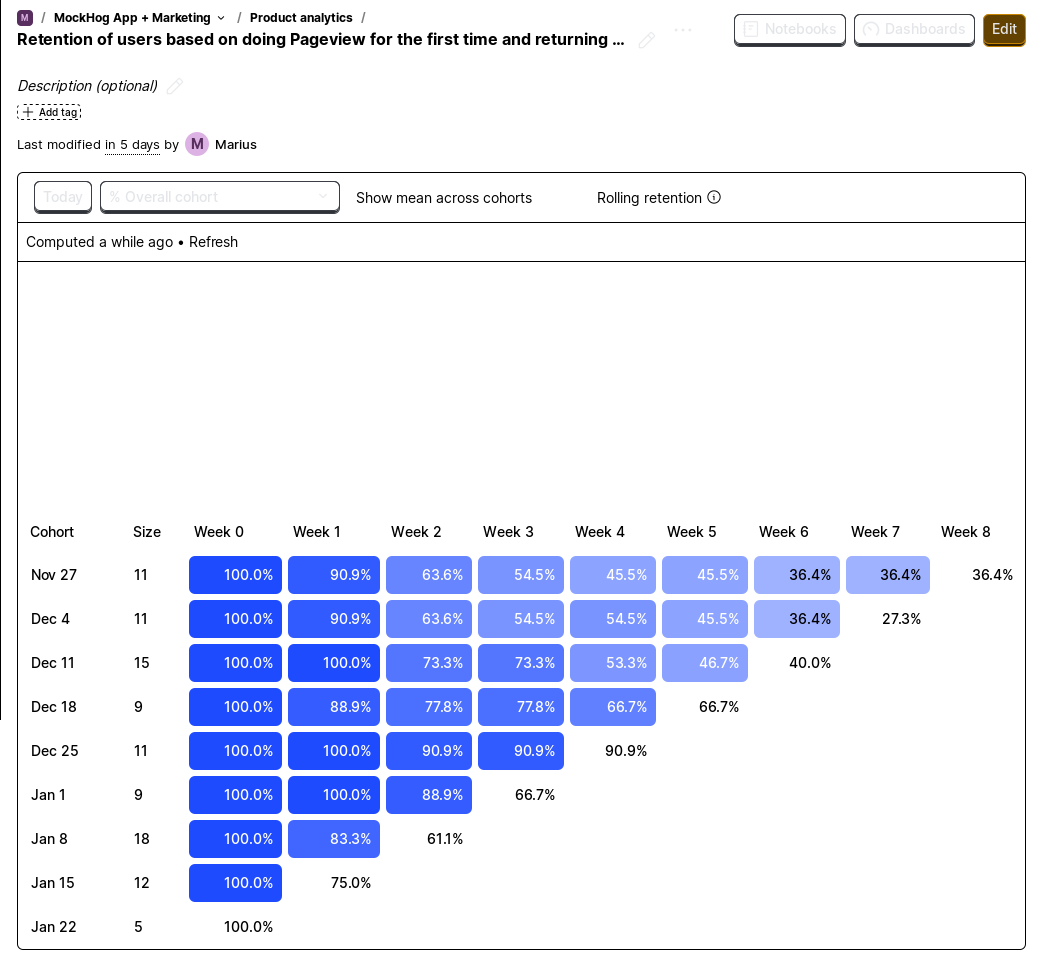 M / MockHog App + Marketing / Product analytics /
Retention of users based on doing Pageview for the first time and returning ...
Notebooks Dashboards Edit
Description (optional)
Add tag
Last modified in 5 days by M Marius
Today % Overall cohort Show mean across cohorts Rolling retention
Computed a while ago • Refresh
Cohort Size Week 0 Week 1 Week 2 Week 3 Week 4 Week 5 Week 6 Week 7 Week 8
Nov 27 11 100.0% 90.9% 63.6% 54.5% 45.5% 45.5% 36.4% 36.4% 36.4%
Dec 4 11 100.0% 90.9% 63.6% 54.5% 54.5% 45.5% 36.4% 27.3%
Dec 11 15 100.0% 100.0% 73.3% 73.3% 53.3% 46.7% 40.0%
Dec 18 9 100.0% 88.9% 77.8% 77.8% 66.7% 66.7%
Dec 25 11 100.0% 100.0% 90.9% 90.9% 90.9%
Jan 1 9 100.0% 100.0% 88.9% 66.7%
Jan 8 18 100.0% 83.3% 61.1%
Jan 15 12 100.0% 75.0%
Jan 22 5 100.0%